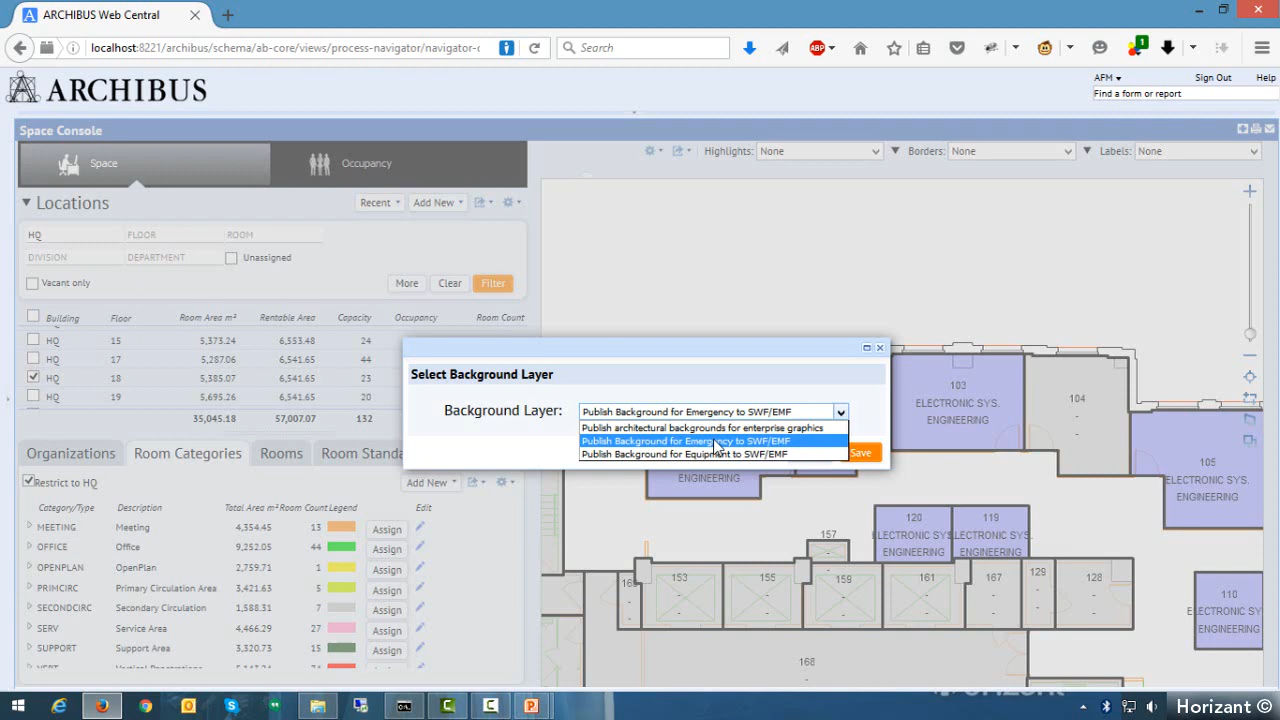 ARCHIBUS Web Central
localhost:8221/archibus/schema/ab-core/views/process-navigator/navigator-
Search
ABP
1
ARCHIBUS
AFM
Sign Out
Help
Find a form or report
Space Console
Space
Occupancy
Highlights: None
Borders: None
Labels: None
Locations
Recent
Add New
HQ
FLOOR
ROOM
DIVISION
DEPARTMENT
Unassigned
Vacant only
More
Clear
Filter
Building Floor Room Area m² Rentable Area Capacity Occupancy Room Count
HQ 15 5,373.24 6,553.48 24
HQ 17 5,287.06 6,541.65 44
HQ 18 5,385.07 6,541.65 23
HQ 19 5,695.26 6,541.65 20
35,045.18 57,007.07 132
Select Background Layer
Background Layer: Publish Background for Emergency to SWF/EMF
Publish architectural backgrounds for enterprise graphics
Publish Background for Emergency to SWF/EMF
Publish Background for Equipment to SWF/EMF
Save
Organizations
Room Categories
Rooms
Room Standa
Restrict to HQ
Add New
Category/Type Description Total Area m² Room Count Legend Edit
MEETING Meeting 4,354.45 13 Assign
OFFICE Office 9,252.05 44 Assign
OPENPLAN OpenPlan 2,759.71 1 Assign
PRIMCIRC Primary Circulation Area 3,421.63 5 Assign
SECONDCIRC Secondary Circulation 1,588.31 7 Assign
SERV Service Area 4,466.29 27 Assign
SUPPORT Support Area 3,320.73 15 Assign
103
ELECTRONIC SYS.
ENGINEERING
104
-
105
ELECTRONIC SYS.
ENGINEERING
ENGINEERING
120
ELECTRONIC SYS.
ENGINEERING
119
ELECTRONIC SYS.
ENGINEERING
157
-
153
-
155
-
159
-
161
-
167
-
129
-
128
-
110
ELECTRONIC SYS.
ENGINEERING
168
-
Horizant ©